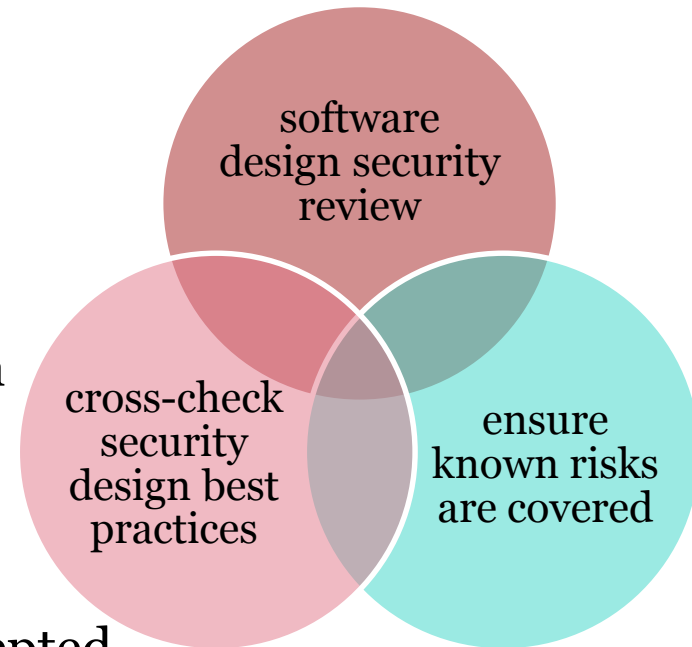 software
design security
review
cross-check
security
design best
practices
ensure
known risks
are covered